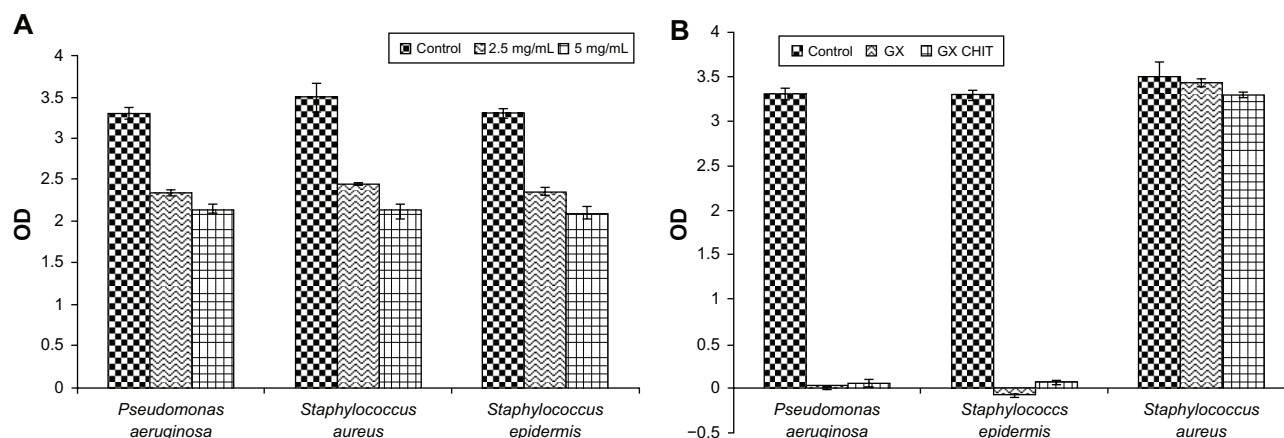 A
Control 2.5 mg/mL 5 mg/mL
OD
4
3.5
3
2.5
2
1.5
1
0.5
0
Pseudomonas
aeruginosa
Staphylococcus
aureus
Staphylococcus
epidermis
B
Control GX GX CHIT
OD
4
3.5
3
2.5
2
1.5
1
0.5
0
−0.5
Pseudomonas
aeruginosa
Staphylococcs
epidermis
Staphylococcus
aureus